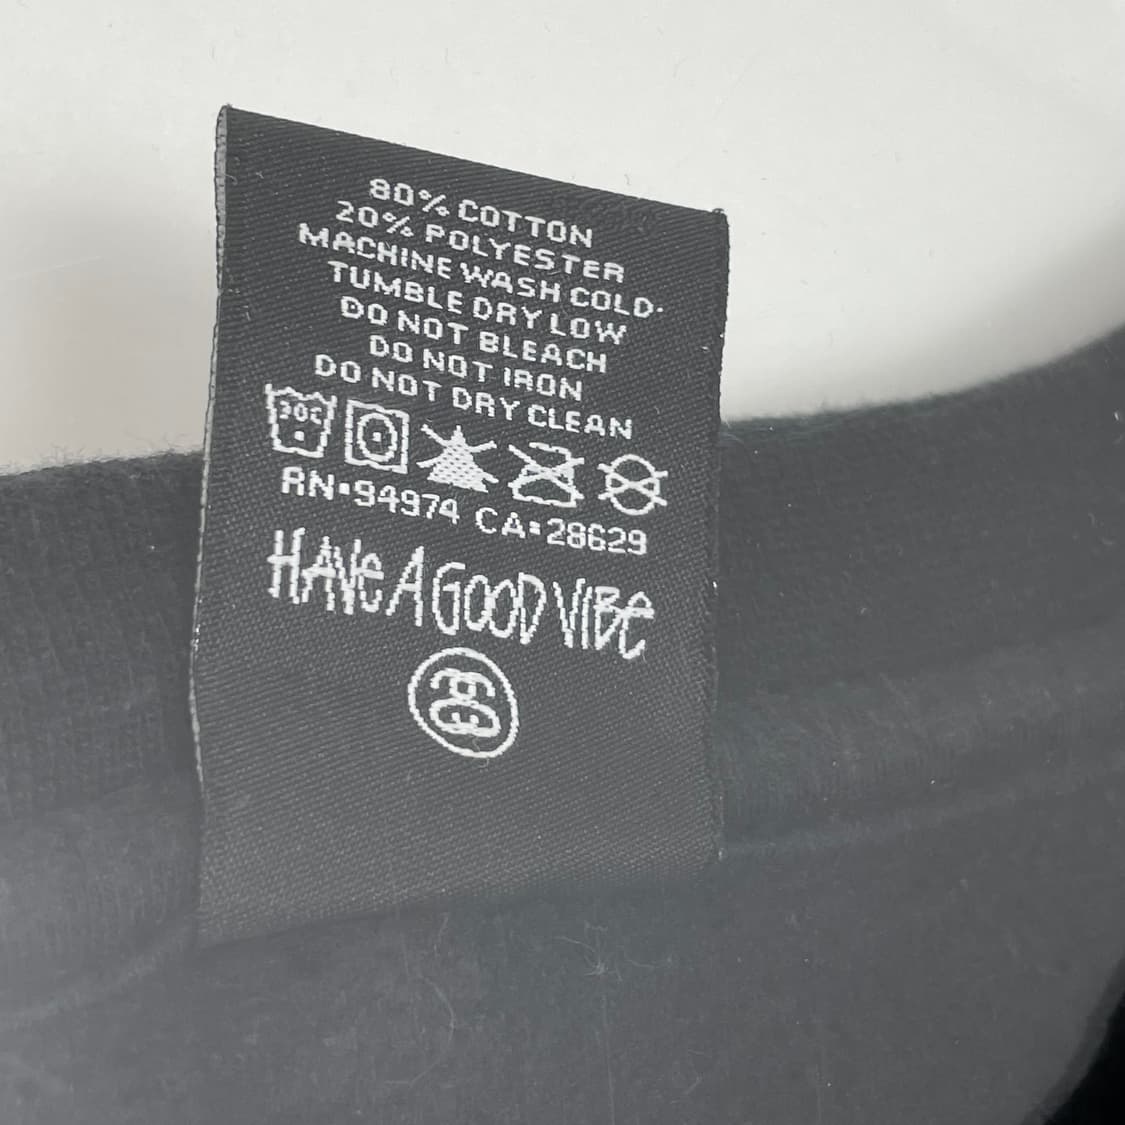 80% COTTON
20% POLYESTER
MACHINE WASH COLD.
TUMBLE DRY LOW
DO NOT BLEACH
DO NOT IRON
DO NOT DRY CLEAN
30C
RN:94974 CA:28629
HAVE A GOOD VIBE